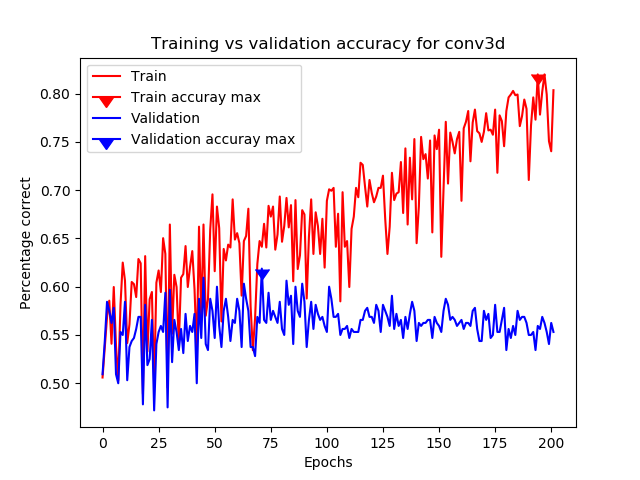 Training vs validation accuracy for conv3d
Train
Train accuray max
Validation
Validation accuray max
Percentage correct
0.80
0.75
0.70
0.65
0.60
0.55
0.50
0 25 50 75 100 125 150 175 200
Epochs